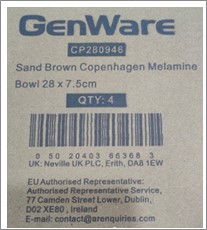 GenWare
CP280946
Sand Brown Copenhagen Melamine
Bowl 28 x 7.5cm
QTY: 4
0 50 20403 66368 3
UK: Neville UK PLC, Erith, DA8 1EW
EU Authorised Representative:
Authorised Representative Service,
77 Camden Street Lower, Dublin,
D02 XE80 , Ireland
E-mail: contact@arenquiries.com